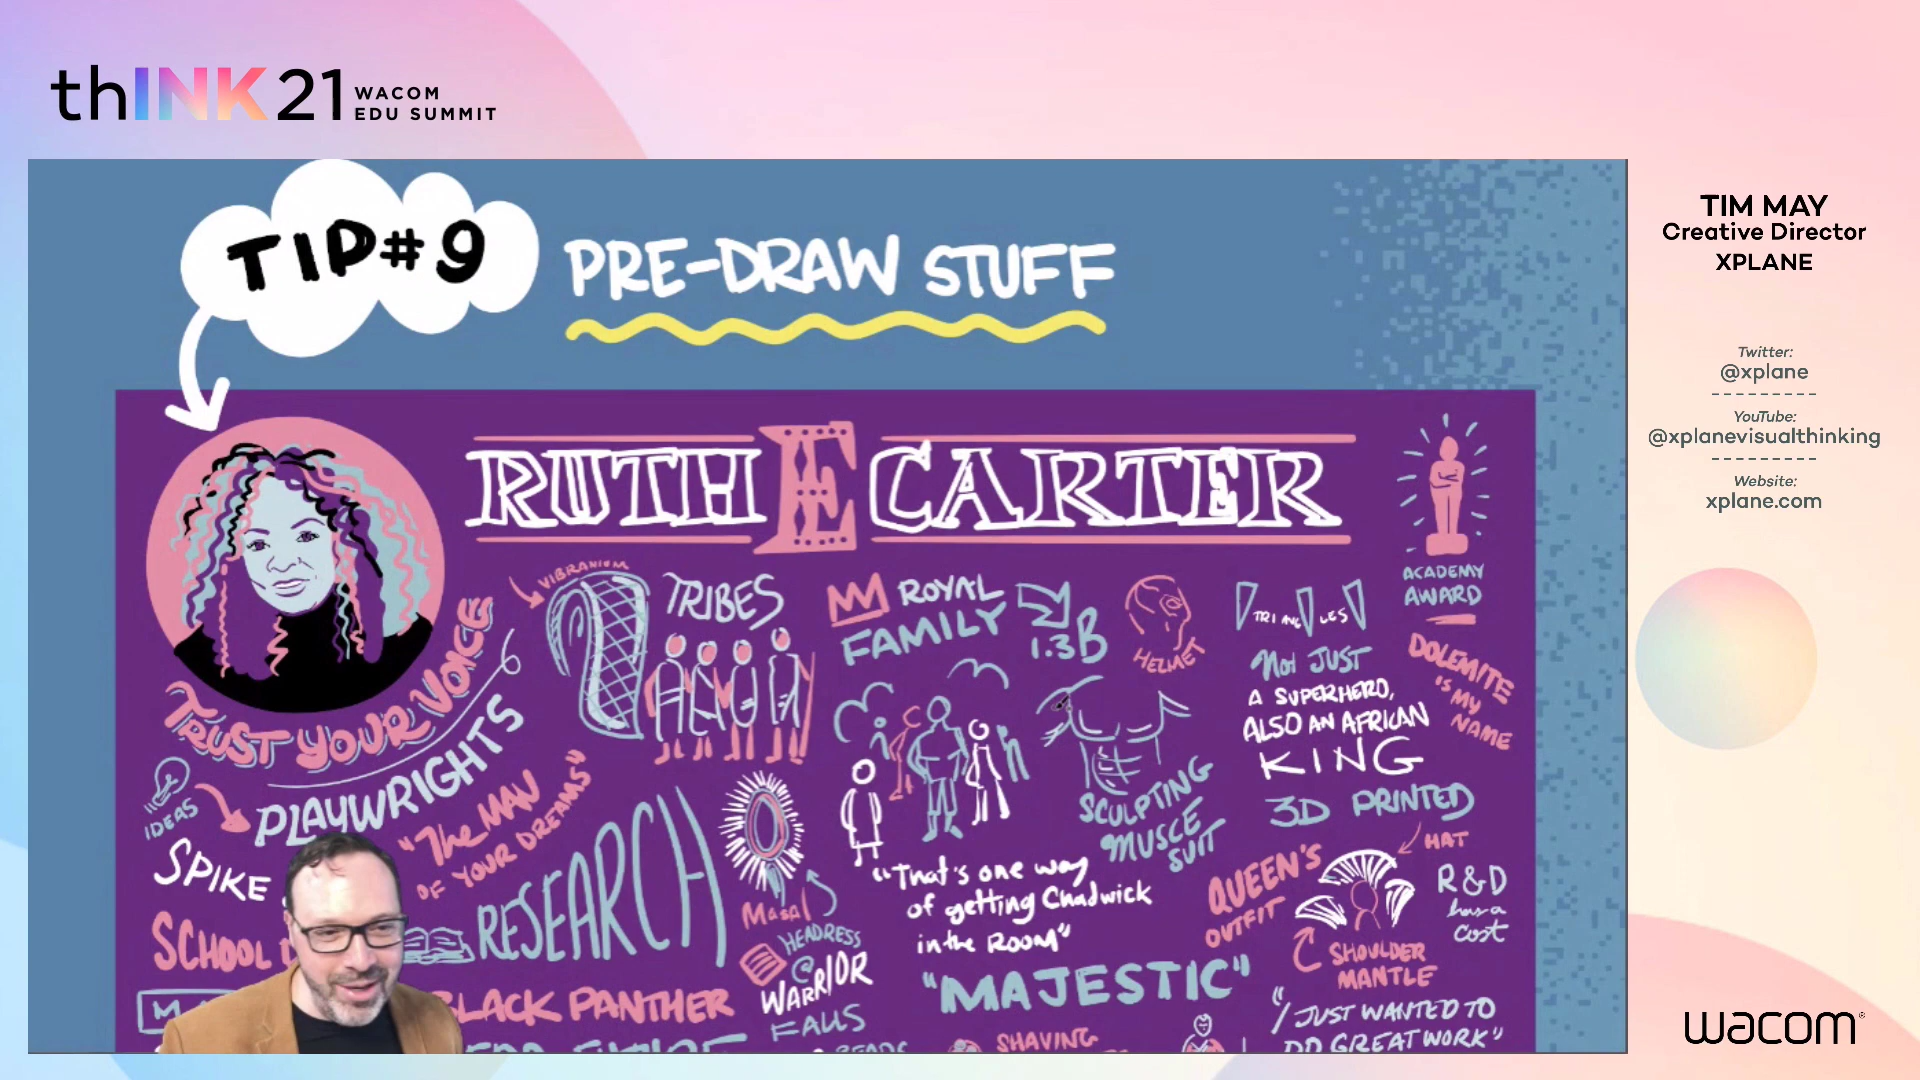 thINK21 WACOM
EDU SUMMIT
TIP#9
PRE-DRAW STUFF
RUTH E CARTER
ACADEMY
AWARD
TRUST YOUR VOICE
VIBRANIUM
TRIBES
ROYAL
FAMILY
1.3B
HELMET
TRIANGLES
NOT JUST
A SUPERHERO,
ALSO AN AFRICAN
KING
DOLEMITE
IS MY
NAME
IDEAS
PLAYWRIGHTS
SPIKE
SCHOOL D
"The MAN
OF YOUR DREAMS"
RESEARCH
BLACK PANTHER
Masai
HEADRESS
@
WARRIOR
FALLS
SCULPTING
MUSCE
SUIT
"That's one way
of getting Chadwick
in the Room"
"MAJESTIC"
3D PRINTED
HAT
QUEEN'S
OUTFIT
R&D
has a
cost
SHOULDER
MANTLE
"I JUST WANTED TO
DO GREAT WORK"
SHAVING
TIM MAY
Creative Director
XPLANE
Twitter:
@xplane
YouTube:
@xplanevisualthinking
Website:
xplane.com
wacom®